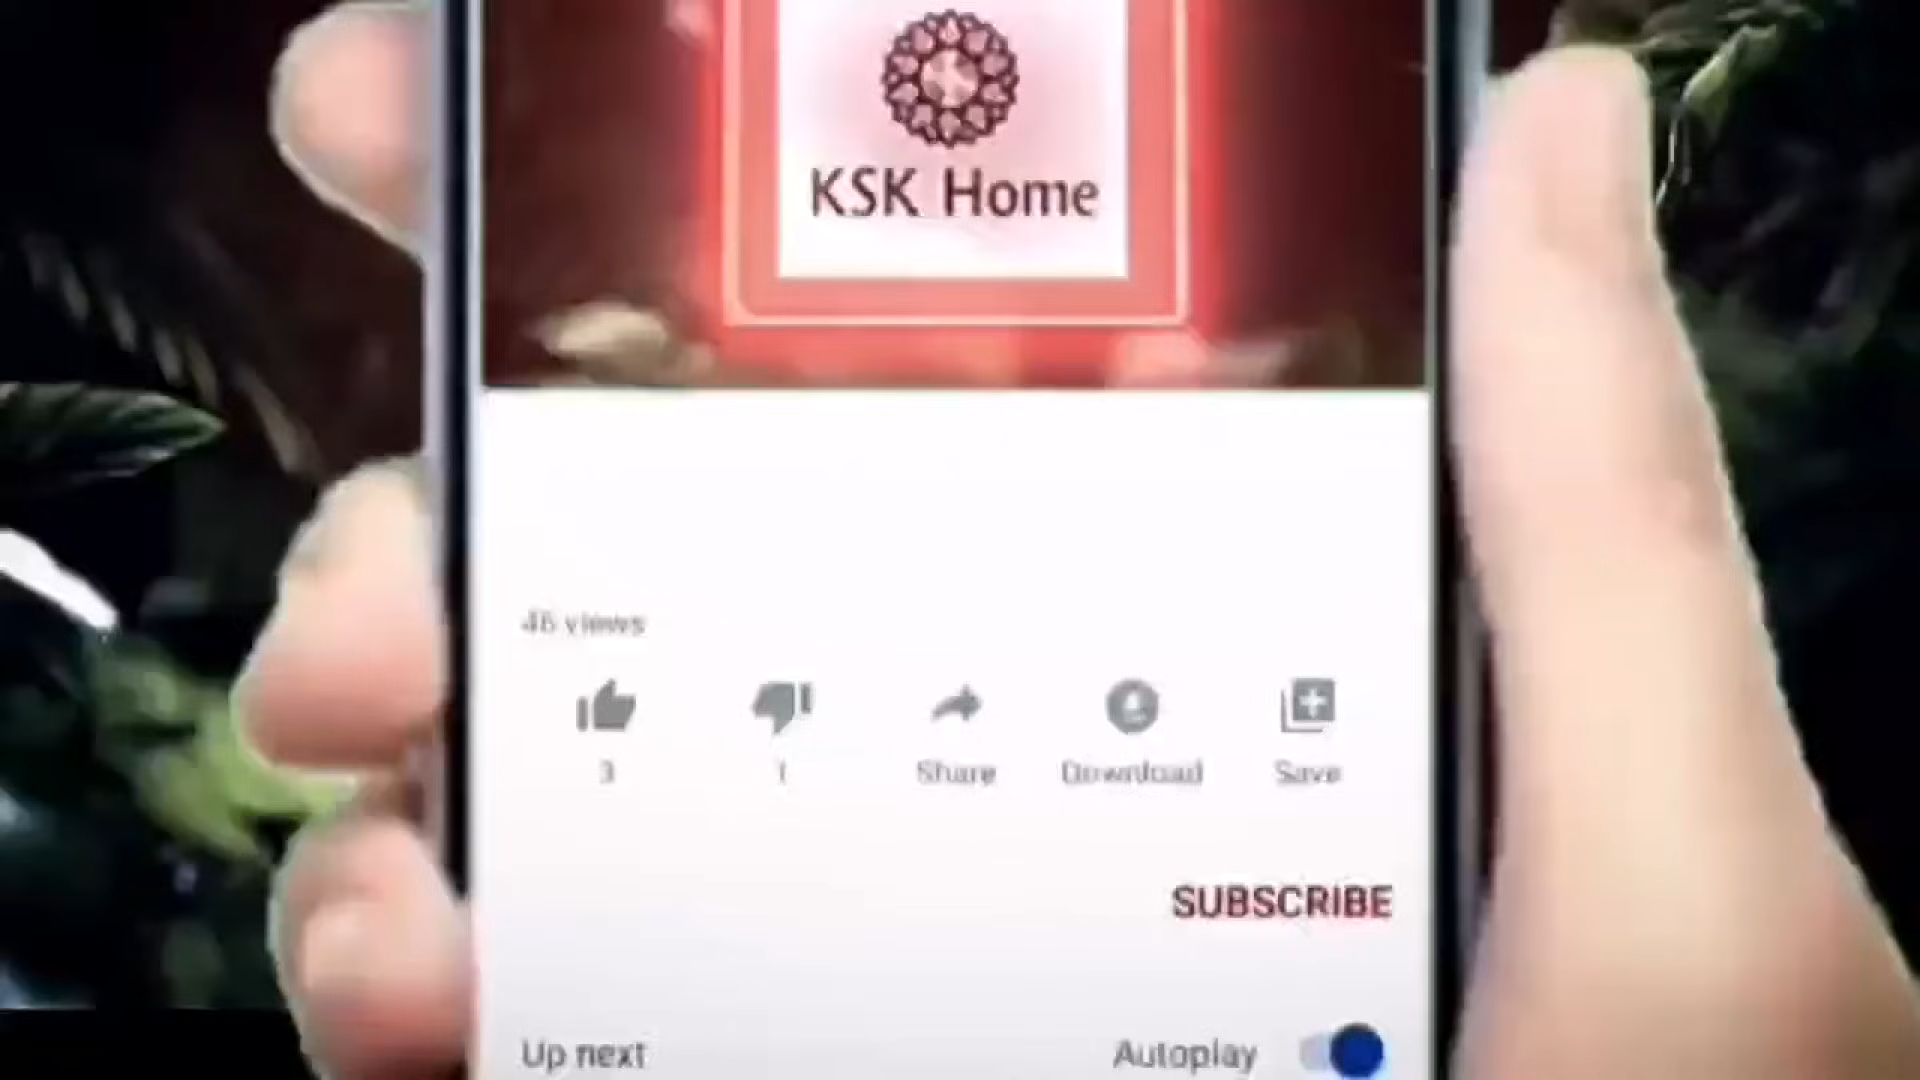 KSK Home
46 views
3
1
Share
Download
Save
SUBSCRIBE
Up next
Autoplay